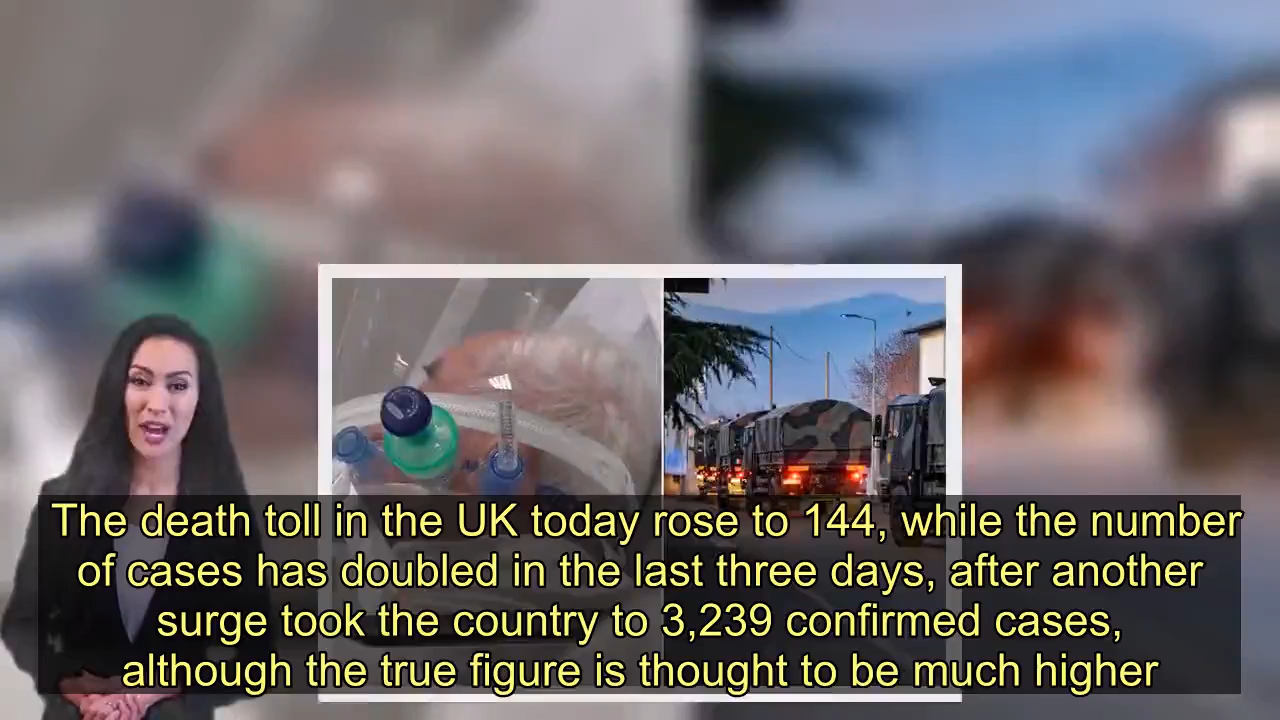 The death toll in the UK today rose to 144, while the number
of cases has doubled in the last three days, after another
surge took the country to 3,239 confirmed cases,
although the true figure is thought to be much higher